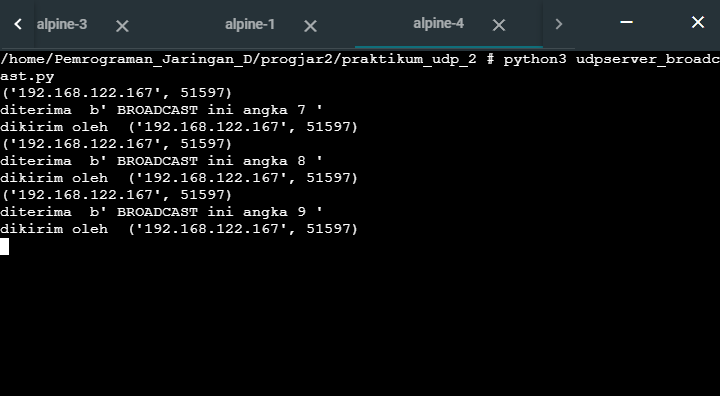 alpine-3 alpine-1 alpine-4
/home/Pemrograman_Jaringan_D/progjar2/praktikum_udp_2 # python3 udpserver_broadc
ast.py
('192.168.122.167', 51597)
diterima  b' BROADCAST ini angka 7 '
dikirim oleh  ('192.168.122.167', 51597)
('192.168.122.167', 51597)
diterima  b' BROADCAST ini angka 8 '
dikirim oleh  ('192.168.122.167', 51597)
('192.168.122.167', 51597)
diterima  b' BROADCAST ini angka 9 '
dikirim oleh  ('192.168.122.167', 51597)